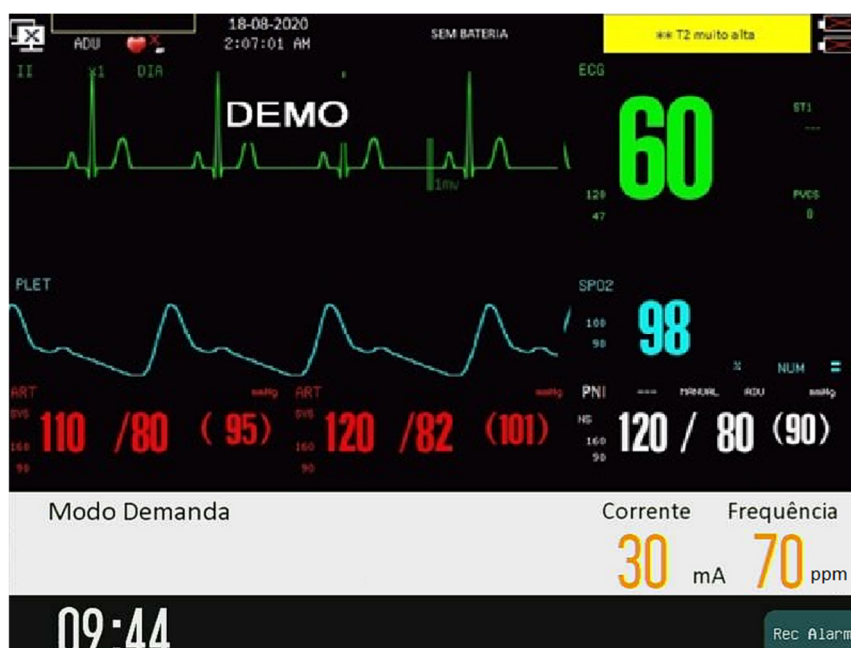 18-08-2020
ADU 2:07:01 AM SEM BATERIA ** T2 muito alta
II x1 DIA ECG
DEMO 60 ST1
---
1mv 120 PVCS
47 0
PLET SPO2
100 98
90
% NUM
ART mmHg ART mmHg PNI --- MANUAL ADU mmHg
SYS 110 /80 ( 95) SYS 120 /82 (101) NS 120 / 80 (90)
160 160 160
90 90 90
Modo Demanda Corrente Frequência
30 mA 70 ppm
09:44 Rec Alarm